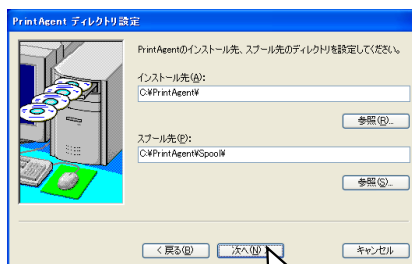 PrintAgent ディレクトリ設定
PrintAgentのインストール先、スプール先のディレクトリを設定してください。
インストール先(A):
C:¥PrintAgent¥
参照(R)...
スプール先(P):
C:¥PrintAgent¥Spool¥
参照(S)...
< 戻る(B)
次へ(N) >
キャンセル